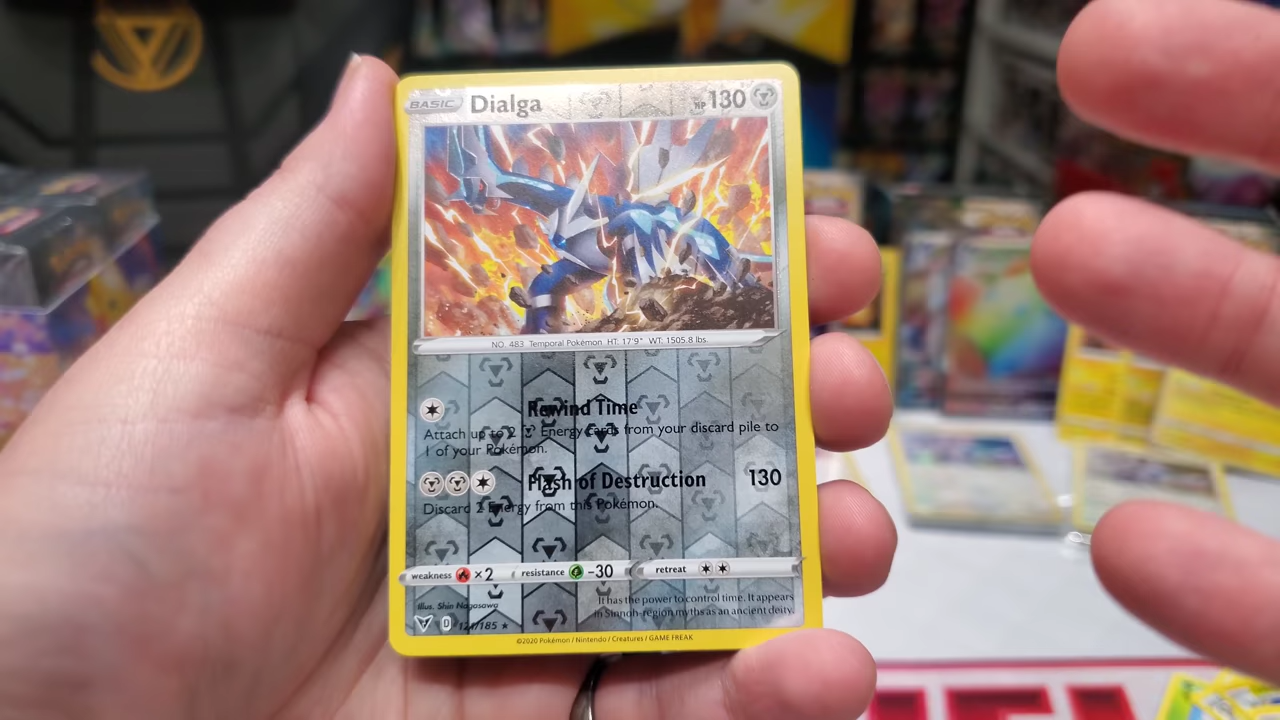 BASIC Dialga HP 130
NO. 483 Temporal Pokémon HT: 17'9" WT: 1505.8 lbs.
Rewind Time
Attach up to 2 Energy cards from your discard pile to
1 of your Pokémon.
Flash of Destruction 130
Discard 2 Energy from this Pokémon.
weakness ×2 resistance -30 retreat
Illus. Shin Nagasawa
It has the power to control time. It appears
in Sinnoh-region myths as an ancient deity.
D /185 ★
©2020 Pokémon / Nintendo / Creatures / GAME FREAK